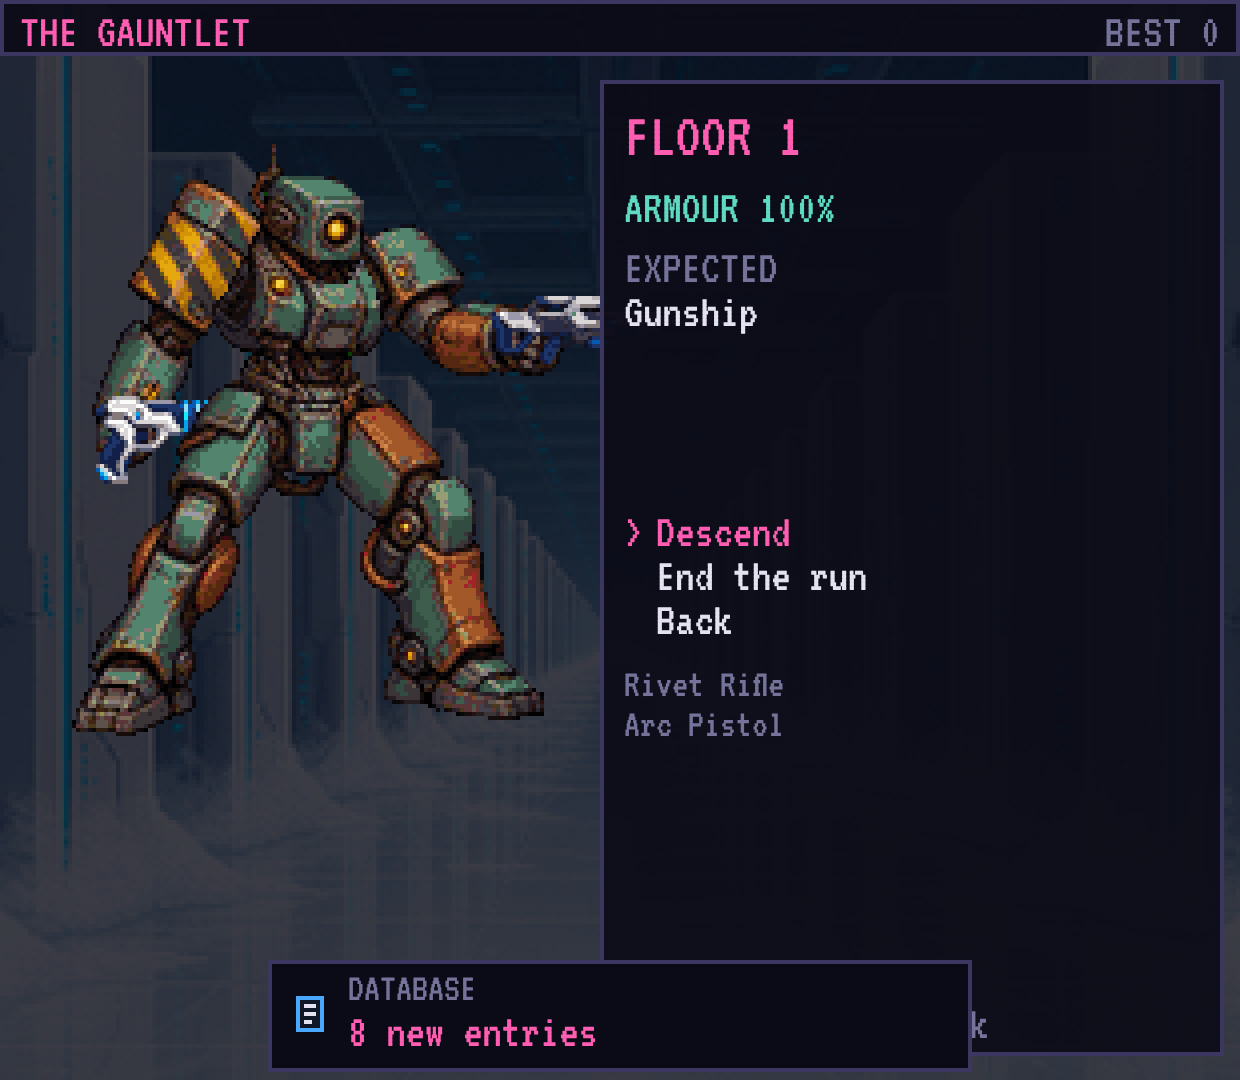 THE GAUNTLET
BEST 0
FLOOR 1
ARMOUR 100%
EXPECTED
Gunship
> Descend
End the run
Back
Rivet Rifle
Arc Pistol
DATABASE
8 new entries